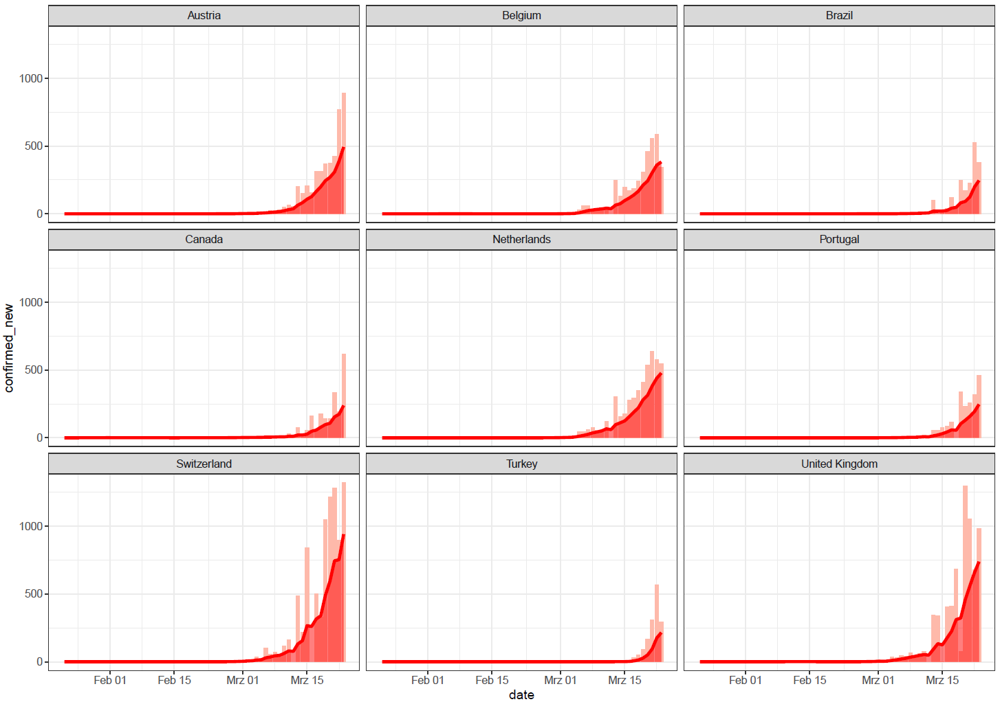 Austria Belgium Brazil
1000
500
0
Canada Netherlands Portugal
1000
500
0
confirmed_new
Switzerland Turkey United Kingdom
1000
500
0
Feb 01 Feb 15 Mrz 01 Mrz 15 Feb 01 Feb 15 Mrz 01 Mrz 15 Feb 01 Feb 15 Mrz 01 Mrz 15
date